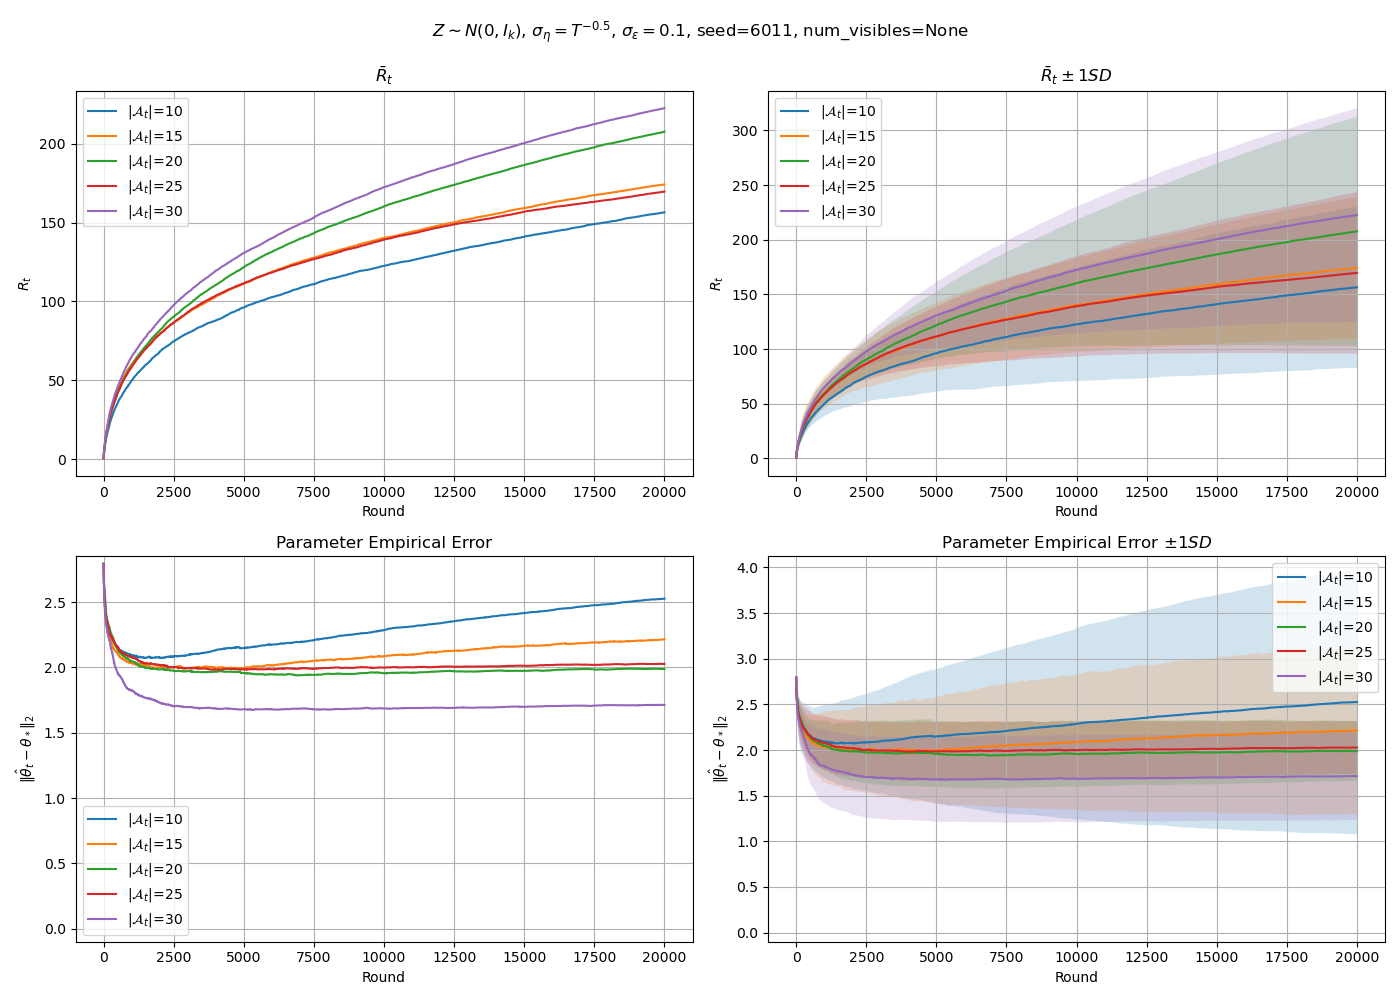 Z ∼ N(0, I_k), σ_η = T^{−0.5}, σ_ε = 0.1, seed=6011, num_visibles=None
R̄_t
200
150
100
50
0
R_t
|𝒜_t|=10
|𝒜_t|=15
|𝒜_t|=20
|𝒜_t|=25
|𝒜_t|=30
0 2500 5000 7500 10000 12500 15000 17500 20000
Round
R̄_t ± 1SD
300
250
200
150
100
50
0
R_t
|𝒜_t|=10
|𝒜_t|=15
|𝒜_t|=20
|𝒜_t|=25
|𝒜_t|=30
0 2500 5000 7500 10000 12500 15000 17500 20000
Round
Parameter Empirical Error
2.5
2.0
1.5
1.0
0.5
0.0
‖θ̂_t − θ_*‖_2
|𝒜_t|=10
|𝒜_t|=15
|𝒜_t|=20
|𝒜_t|=25
|𝒜_t|=30
0 2500 5000 7500 10000 12500 15000 17500 20000
Round
Parameter Empirical Error ±1SD
4.0
3.5
3.0
2.5
2.0
1.5
1.0
0.5
0.0
‖θ̂_t − θ_*‖_2
|𝒜_t|=10
|𝒜_t|=15
|𝒜_t|=20
|𝒜_t|=25
|𝒜_t|=30
0 2500 5000 7500 10000 12500 15000 17500 20000
Round